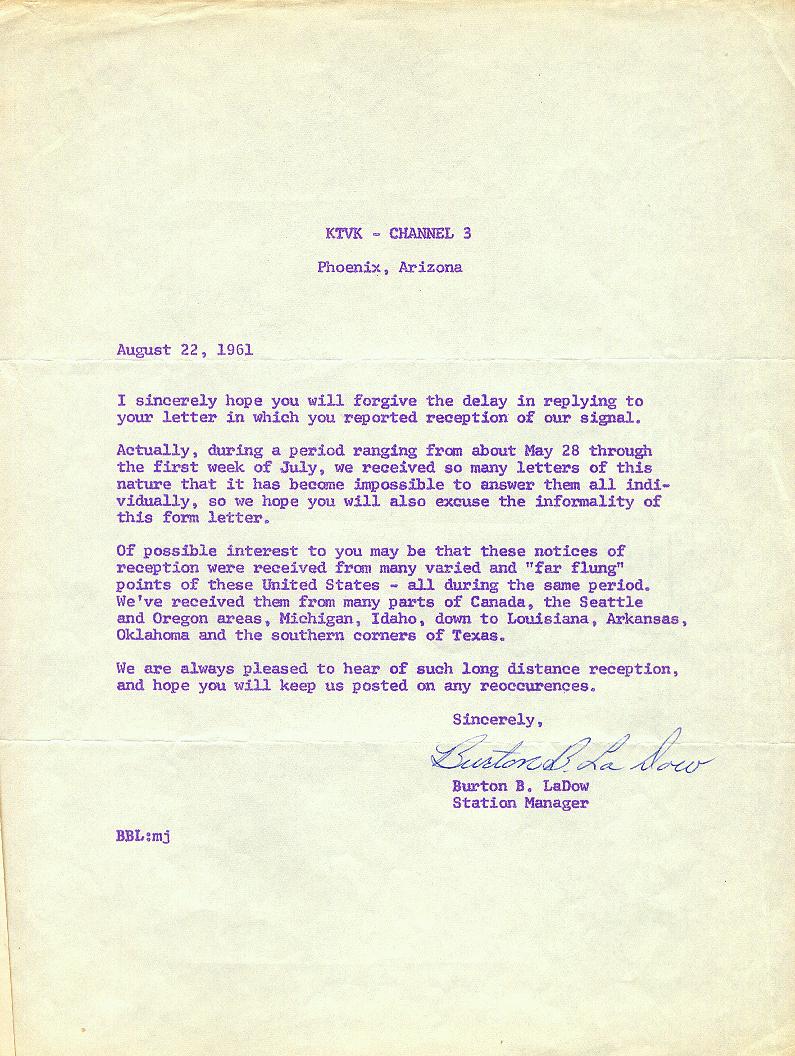 KTVK - CHANNEL 3
Phoenix, Arizona
August 22, 1961
I sincerely hope you will forgive the delay in replying to
your letter in which you reported reception of our signal.
Actually, during a period ranging from about May 28 through
the first week of July, we received so many letters of this
nature that it has become impossible to answer them all indi-
vidually, so we hope you will also excuse the informality of
this form letter.
Of possible interest to you may be that these notices of
reception were received from many varied and "far flung"
points of these United States - all during the same period.
We've received them from many parts of Canada, the Seattle
and Oregon areas, Michigan, Idaho, down to Louisiana, Arkansas,
Oklahoma and the southern corners of Texas.
We are always pleased to hear of such long distance reception,
and hope you will keep us posted on any reoccurences.
Sincerely,
Burton B. La Dow
Burton B. LaDow
Station Manager
BBL:mj